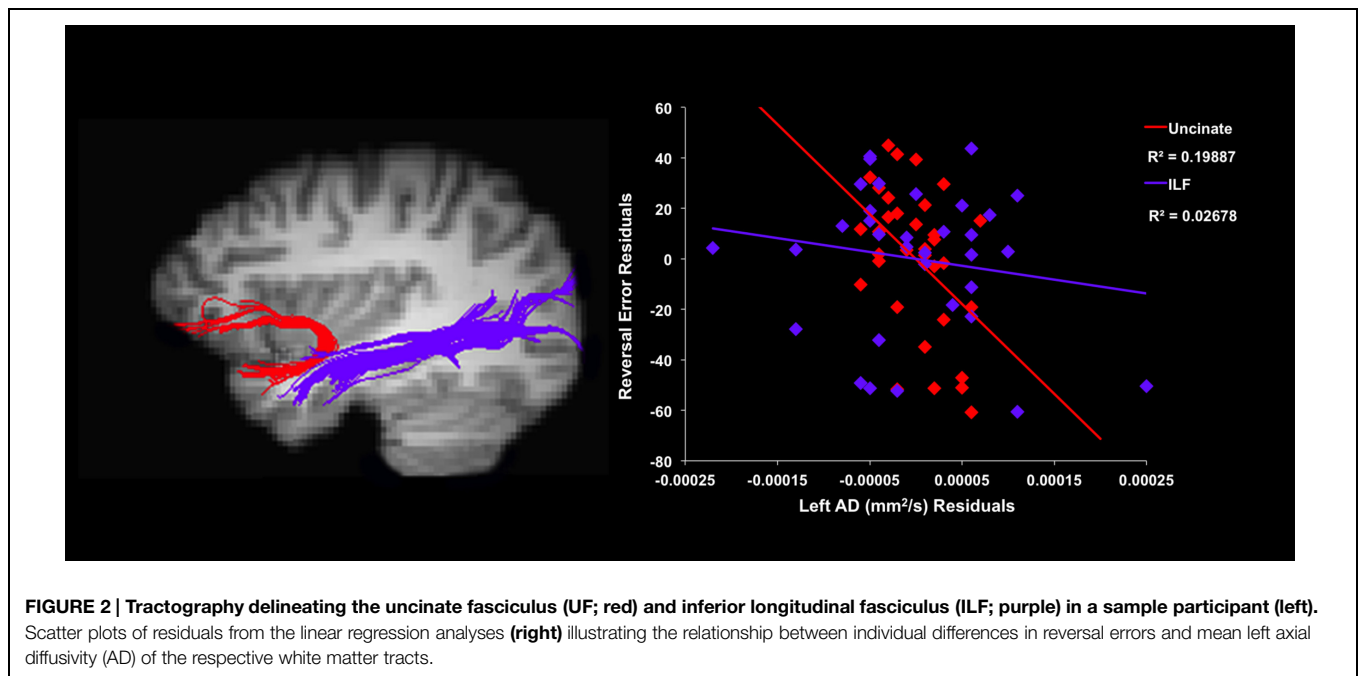 60
40
20
0
-20
-40
-60
-80
Reversal Error Residuals
-0.00025 -0.00015 -0.00005 0.00005 0.00015 0.00025
Left AD (mm²/s) Residuals
Uncinate
R² = 0.19887
ILF
R² = 0.02678
FIGURE 2 | Tractography delineating the uncinate fasciculus (UF; red) and inferior longitudinal fasciculus (ILF; purple) in a sample participant (left).
Scatter plots of residuals from the linear regression analyses (right) illustrating the relationship between individual differences in reversal errors and mean left axial
diffusivity (AD) of the respective white matter tracts.